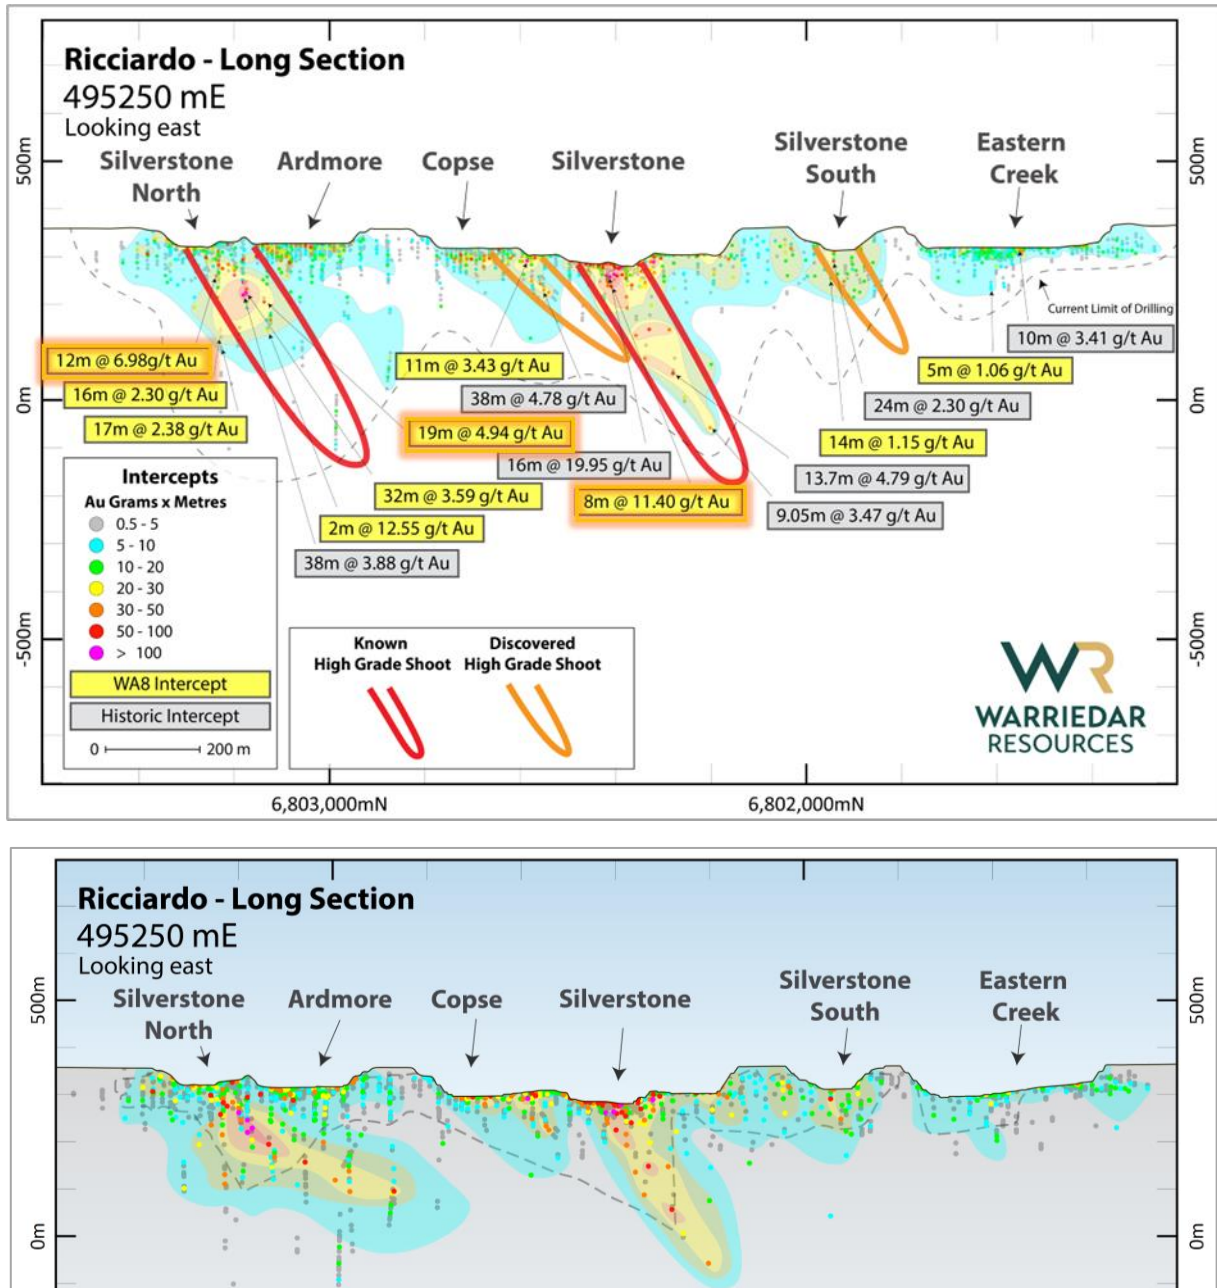 Ricciardo - Long Section
495250 mE
Looking east
Silverstone
North
Ardmore
Copse
Silverstone
Silverstone
South
Eastern
Creek
500m
500m
Current Limit of Drilling
10m @ 3.41 g/t Au
12m @ 6.98g/t Au
11m @ 3.43 g/t Au
5m @ 1.06 g/t Au
16m @ 2.30 g/t Au
38m @ 4.78 g/t Au
24m @ 2.30 g/t Au
0m
0m
17m @ 2.38 g/t Au
19m @ 4.94 g/t Au
14m @ 1.15 g/t Au
16m @ 19.95 g/t Au
13.7m @ 4.79 g/t Au
32m @ 3.59 g/t Au
8m @ 11.40 g/t Au
9.05m @ 3.47 g/t Au
2m @ 12.55 g/t Au
38m @ 3.88 g/t Au
Intercepts
Au Grams x Metres
0.5 - 5
5 - 10
10 - 20
20 - 30
30 - 50
50 - 100
> 100
WA8 Intercept
Historic Intercept
0
200 m
Known
High Grade Shoot
Discovered
High Grade Shoot
-500m
-500m
WR
WARRIEDAR
RESOURCES
6,803,000mN
6,802,000mN
Ricciardo - Long Section
495250 mE
Looking east
Silverstone
North
Ardmore
Copse
Silverstone
Silverstone
South
Eastern
Creek
500m
500m
0m
0m